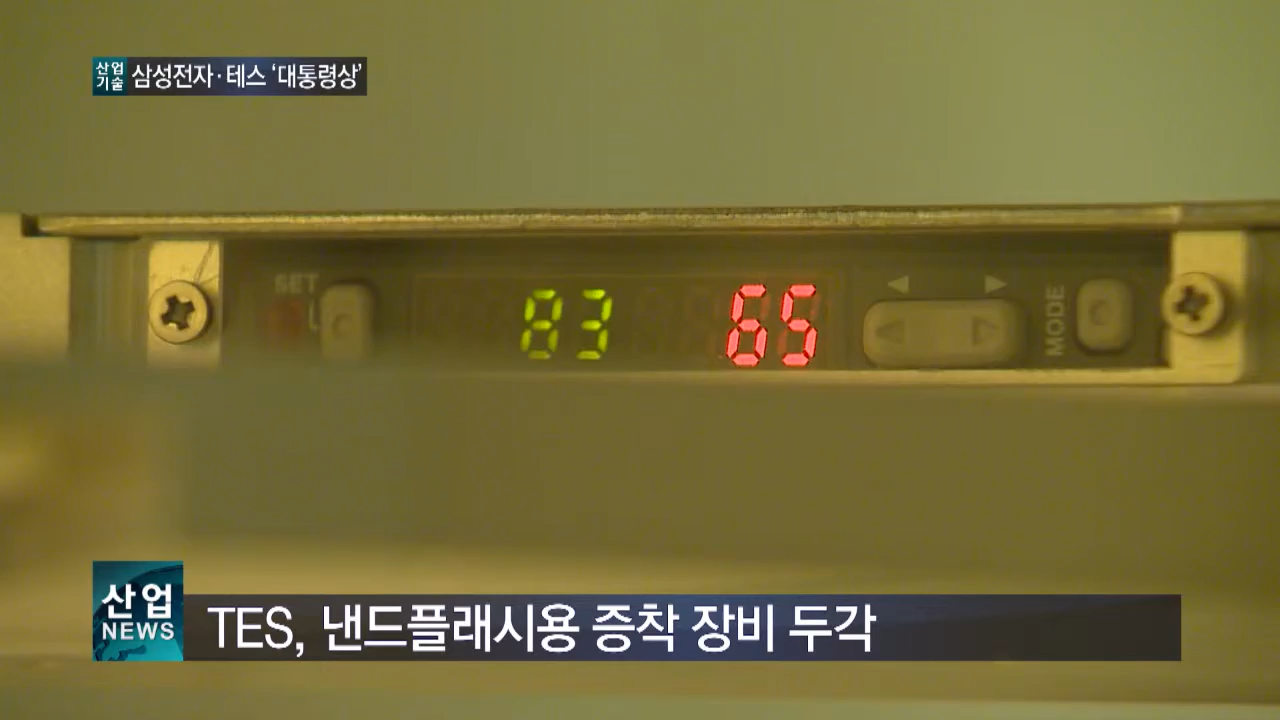 산업
기술
삼성전자·테스 ‘대통령상’
SET
83 65
MODE
산업
NEWS
TES, 낸드플래시용 증착 장비 두각